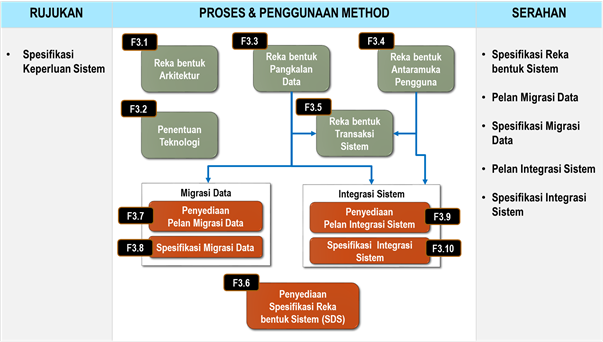 RUJUKAN
PROSES & PENGGUNAAN METHOD
SERAHAN
• Spesifikasi
Keperluan Sistem
F3.1
Reka bentuk
Arkitektur
F3.3
Reka bentuk
Pangkalan
Data
F3.4
Reka bentuk
Antaramuka
Pengguna
F3.2
Penentuan
Teknologi
F3.5
Reka bentuk
Transaksi
Sistem
Migrasi Data
F3.7
Penyediaan
Pelan Migrasi Data
F3.8
Spesifikasi Migrasi Data
Integrasi Sistem
Penyediaan
Pelan Integrasi Sistem
F3.9
Spesifikasi Integrasi
Sistem
F3.10
F3.6
Penyediaan
Spesifikasi Reka
bentuk Sistem (SDS)
• Spesifikasi Reka
bentuk Sistem
• Pelan Migrasi Data
• Spesifikasi Migrasi
Data
• Pelan Integrasi Sistem
• Spesifikasi Integrasi
Sistem